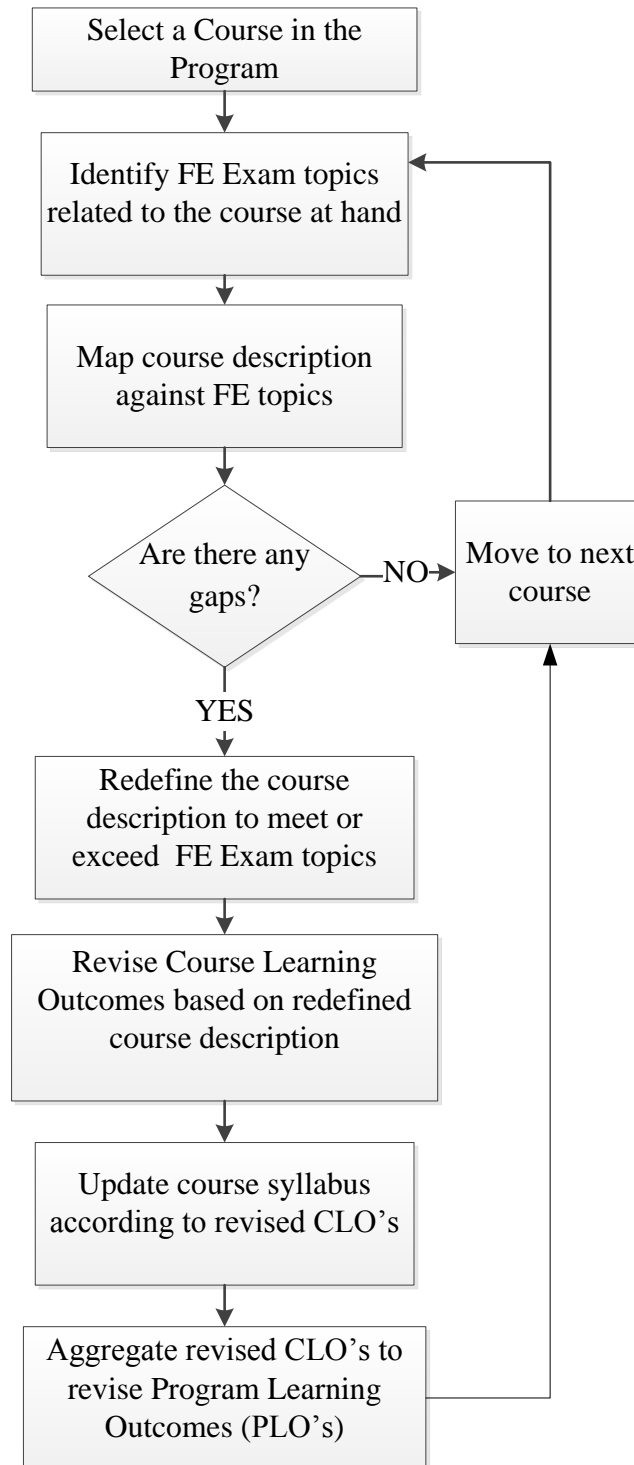 Select a Course in the
Program
Identify FE Exam topics
related to the course at hand
Map course description
against FE topics
Are there any
gaps?
NO
Move to next
course
YES
Redefine the course
description to meet or
exceed  FE Exam topics
Revise Course Learning
Outcomes based on redefined
course description
Update course syllabus
according to revised CLO’s
Aggregate revised CLO’s to
revise Program Learning
Outcomes (PLO’s)